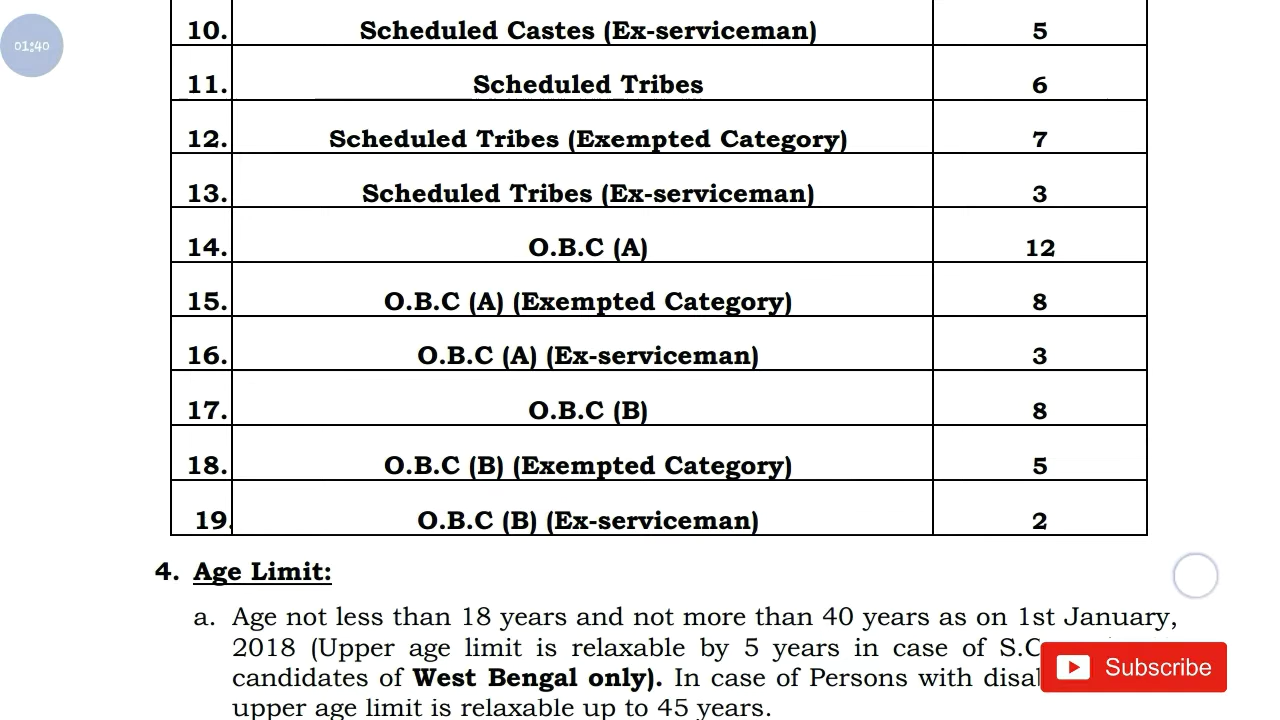 01:40
10. Scheduled Castes (Ex-serviceman) 5
11. Scheduled Tribes 6
12. Scheduled Tribes (Exempted Category) 7
13. Scheduled Tribes (Ex-serviceman) 3
14. O.B.C (A) 12
15. O.B.C (A) (Exempted Category) 8
16. O.B.C (A) (Ex-serviceman) 3
17. O.B.C (B) 8
18. O.B.C (B) (Exempted Category) 5
19. O.B.C (B) (Ex-serviceman) 2
4. Age Limit:
a. Age not less than 18 years and not more than 40 years as on 1st January,
2018 (Upper age limit is relaxable by 5 years in case of
candidates of West Bengal only). In case of Persons with
upper age limit is relaxable up to 45 years.
Subscribe